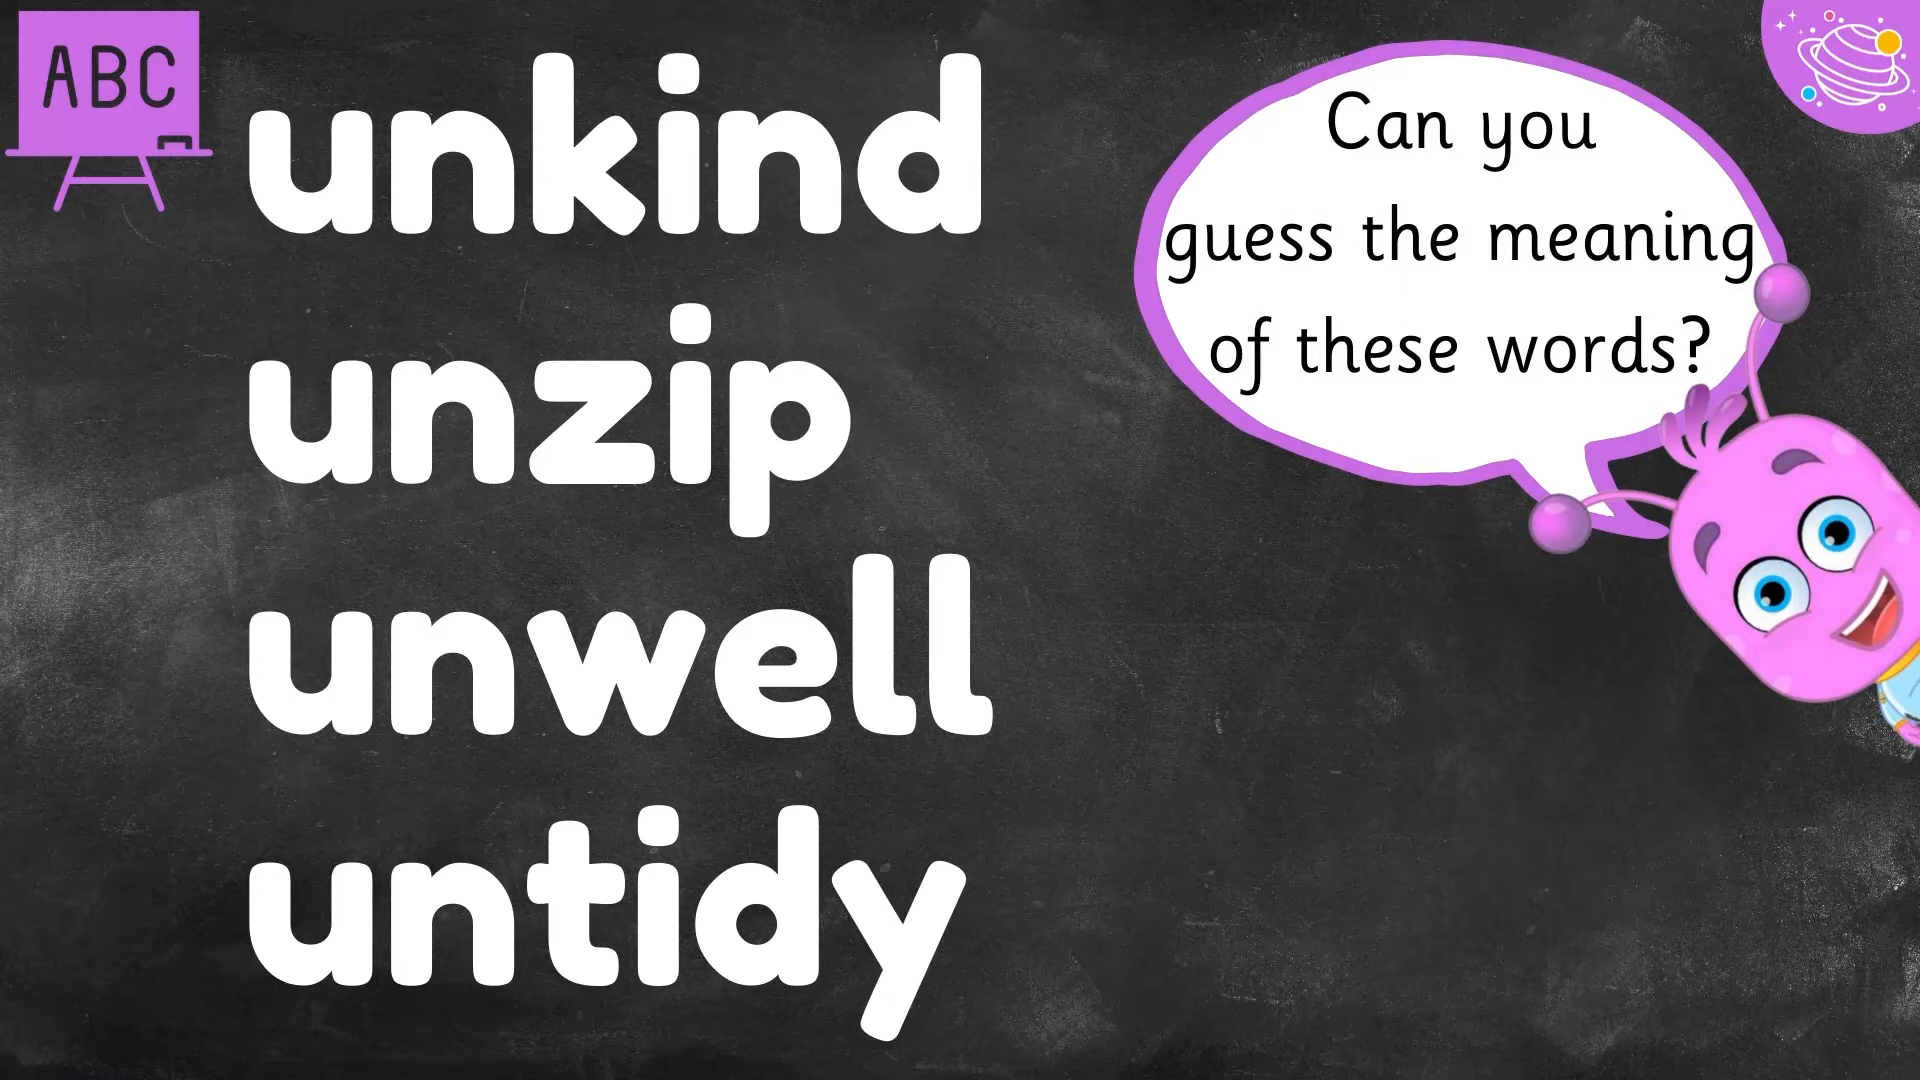 ABC
unkind
unzip
unwell
untidy
Can you
guess the meaning
of these words?